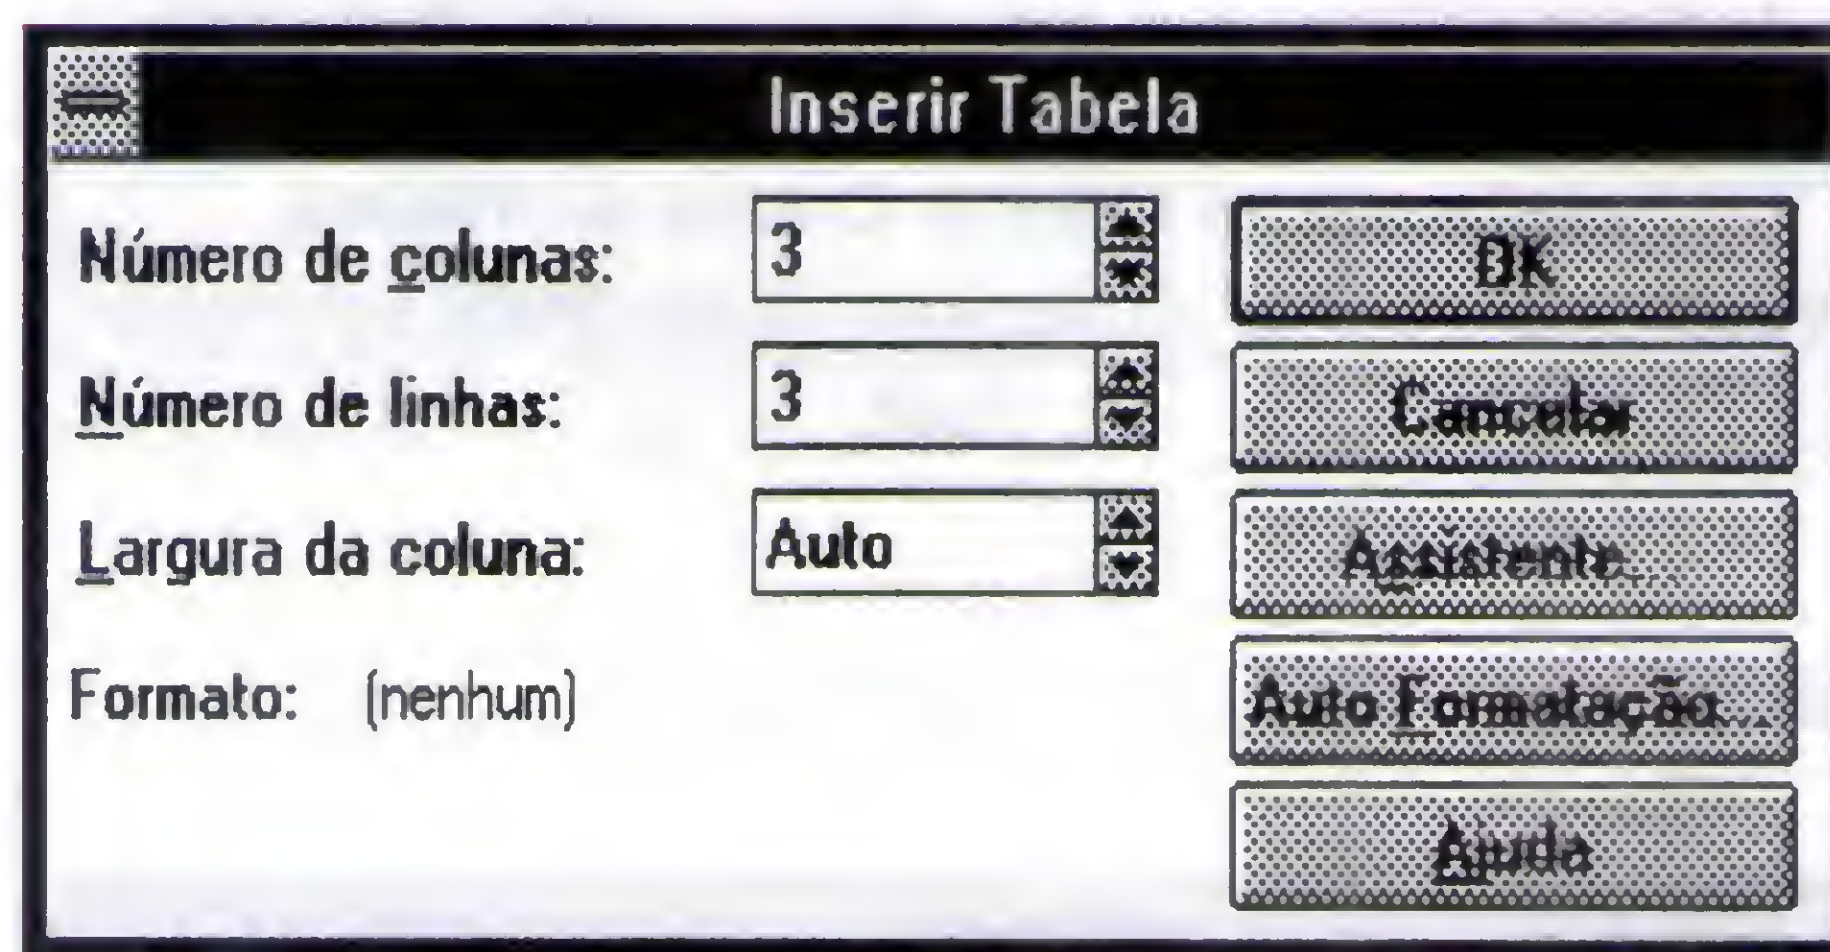 Inserir Tabela
Número de colunas: 3
OK
Número de linhas: 3
Cancelar
Largura da coluna: Auto
Assistente...
Formato: (nenhum)
Auto Formatação...
Ajuda